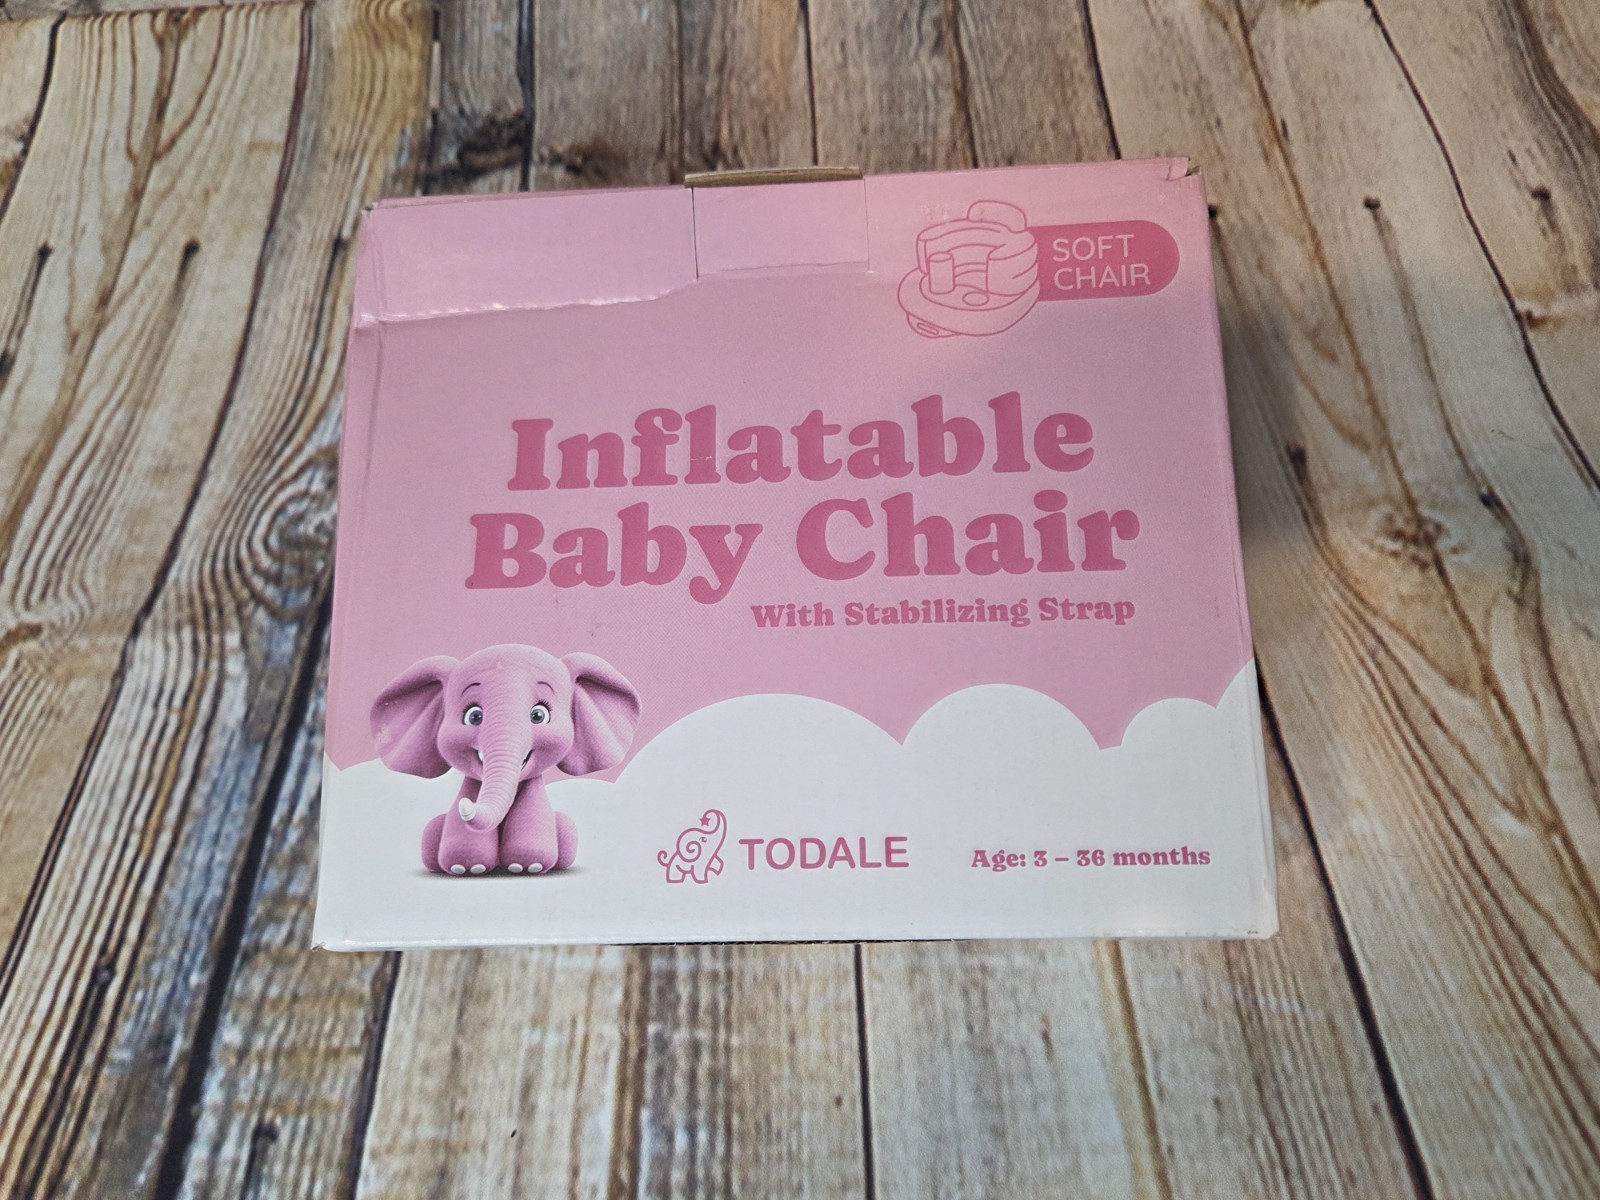 SOFT
CHAIR
Inflatable
Baby Chair
With Stabilizing Strap
TODALE
Age: 3 – 36 months